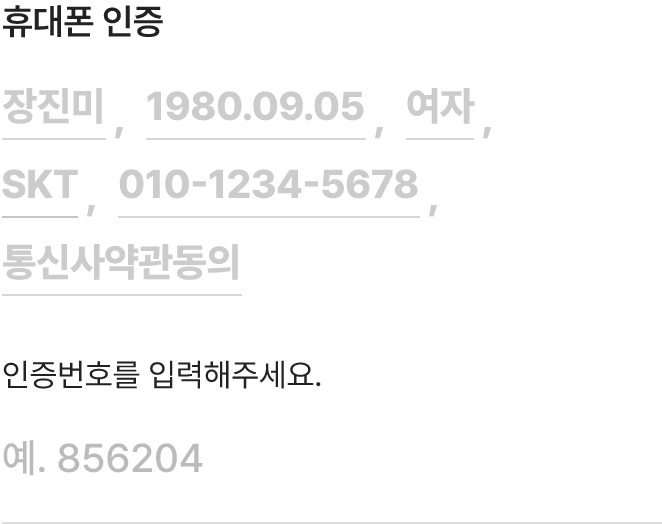 휴대폰 인증
장진미, 1980.09.05, 여자,
SKT, 010-1234-5678,
통신사약관동의
인증번호를 입력해주세요.
예. 856204